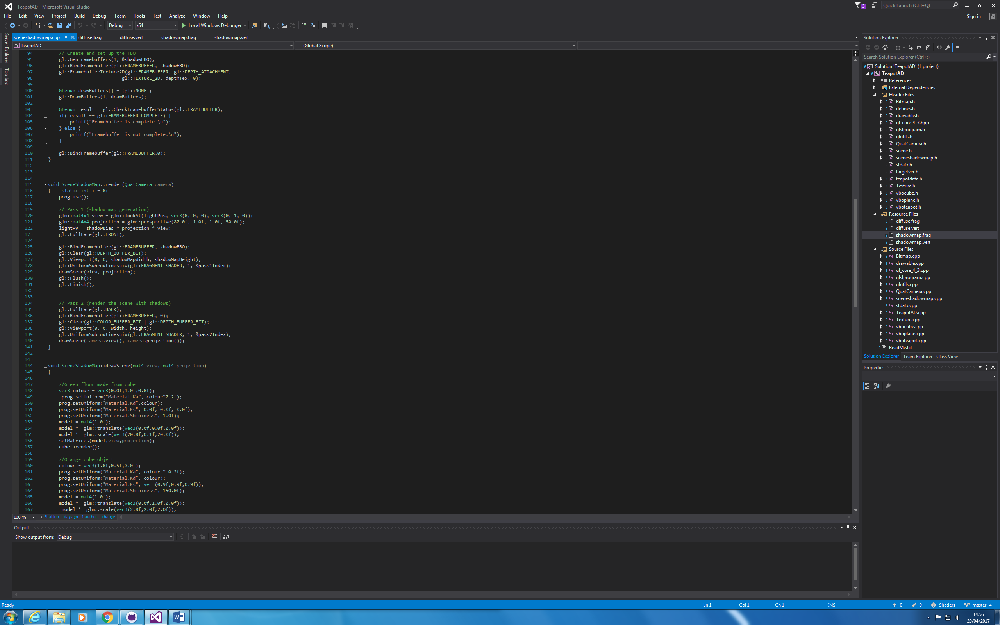 TeapotAD - Microsoft Visual Studio
3
Quick Launch (Ctrl+Q)
File Edit View Project Build Debug Team Tools Test Analyze Window Help
Sign in
Debug x64 Local Windows Debugger
Server Explorer
Toolbox
sceneshadowmap.cpp diffuse.frag diffuse.vert shadowmap.frag shadowmap.vert
TeapotAD (Global Scope)
94 // Create and set up the FBO
95 gl::GenFramebuffers(1, &shadowFBO);
96 gl::BindFramebuffer(gl::FRAMEBUFFER, shadowFBO);
97 gl::FramebufferTexture2D(gl::FRAMEBUFFER, gl::DEPTH_ATTACHMENT,
98 gl::TEXTURE_2D, depthTex, 0);
99
100 GLenum drawBuffers[] = {gl::NONE};
101 gl::DrawBuffers(1, drawBuffers);
102
103 GLenum result = gl::CheckFramebufferStatus(gl::FRAMEBUFFER);
104 if( result == gl::FRAMEBUFFER_COMPLETE) {
105 printf("Framebuffer is complete.\n");
106 } else {
107 printf("Framebuffer is not complete.\n");
108 }
109
110 gl::BindFramebuffer(gl::FRAMEBUFFER,0);
111 }
112
113
114
115 void SceneShadowMap::render(QuatCamera camera)
116 { static int i = 0;
117 prog.use();
118
119 // Pass 1 (shadow map generation)
120 glm::mat4x4 view = glm::lookAt(lightPos, vec3(0, 0, 0), vec3(0, 1, 0));
121 glm::mat4x4 projection = glm::perspective(80.0f, 1.0f, 1.0f, 50.0f);
122 lightPV = shadowBias * projection * view;
123 gl::CullFace(gl::FRONT);
124
125 gl::BindFramebuffer(gl::FRAMEBUFFER, shadowFBO);
126 gl::Clear(gl::DEPTH_BUFFER_BIT);
127 gl::Viewport(0, 0, shadowMapWidth, shadowMapHeight);
128 gl::UniformSubroutinesuiv(gl::FRAGMENT_SHADER, 1, &pass1Index);
129 drawScene(view, projection);
130 gl::Flush();
131 gl::Finish();
132
133
134 // Pass 2 (render the scene with shadows)
135 gl::CullFace(gl::BACK);
136 gl::BindFramebuffer(gl::FRAMEBUFFER, 0);
137 gl::Clear(gl::COLOR_BUFFER_BIT | gl::DEPTH_BUFFER_BIT);
138 gl::Viewport(0, 0, width, height);
139 gl::UniformSubroutinesuiv(gl::FRAGMENT_SHADER, 1, &pass2Index);
140 drawScene(camera.view(), camera.projection());
141 }
142
143
144 void SceneShadowMap::drawScene(mat4 view, mat4 projection)
145 {
146
147 //Green floor made from cube
148 vec3 colour = vec3(0.0f,1.0f,0.0f);
149 prog.setUniform("Material.Ka", colour*0.2f);
150 prog.setUniform("Material.Kd",colour);
151 prog.setUniform("Material.Ks", 0.0f, 0.0f, 0.0f);
152 prog.setUniform("Material.Shininess", 1.0f);
153 model = mat4(1.0f);
154 model *= glm::translate(vec3(0.0f,0.0f,0.0f));
155 model *= glm::scale(vec3(20.0f,0.1f,20.0f));
156 setMatrices(model,view,projection);
157 cube->render();
158
159 //Orange cube object
160 colour = vec3(1.0f,0.5f,0.0f);
161 prog.setUniform("Material.Ka", colour * 0.2f);
162 prog.setUniform("Material.Kd", colour);
163 prog.setUniform("Material.Ks", vec3(0.9f,0.9f,0.9f));
164 prog.setUniform("Material.Shininess", 150.0f);
165 model = mat4(1.0f);
166 model *= glm::translate(vec3(0.0f,1.0f,0.0f));
167 model *= glm::scale(vec3(2.0f,2.0f,2.0f));
100 % EllaLion, 1 day ago | 1 author, 1 change
Output
Show output from: Debug
Solution Explorer
Search Solution Explorer (Ctrl+;)
Solution 'TeapotAD' (1 project)
TeapotAD
References
External Dependencies
Header Files
Bitmap.h
defines.h
drawable.h
gl_core_4_3.hpp
glslprogram.h
glutils.h
QuatCamera.h
scene.h
sceneshadowmap.h
stdafx.h
targetver.h
teapotdata.h
Texture.h
vbocube.h
vboplane.h
vboteapot.h
Resource Files
diffuse.frag
diffuse.vert
shadowmap.frag
shadowmap.vert
Source Files
Bitmap.cpp
drawable.cpp
gl_core_4_3.cpp
glslprogram.cpp
glutils.cpp
QuatCamera.cpp
sceneshadowmap.cpp
stdafx.cpp
TeapotAD.cpp
Texture.cpp
vbocube.cpp
vboplane.cpp
vboteapot.cpp
ReadMe.txt
Solution Explorer Team Explorer Class View
Properties
Ready Ln 1 Col 1 Ch 1 INS 0 0 Shaders master
14:56
20/04/2017